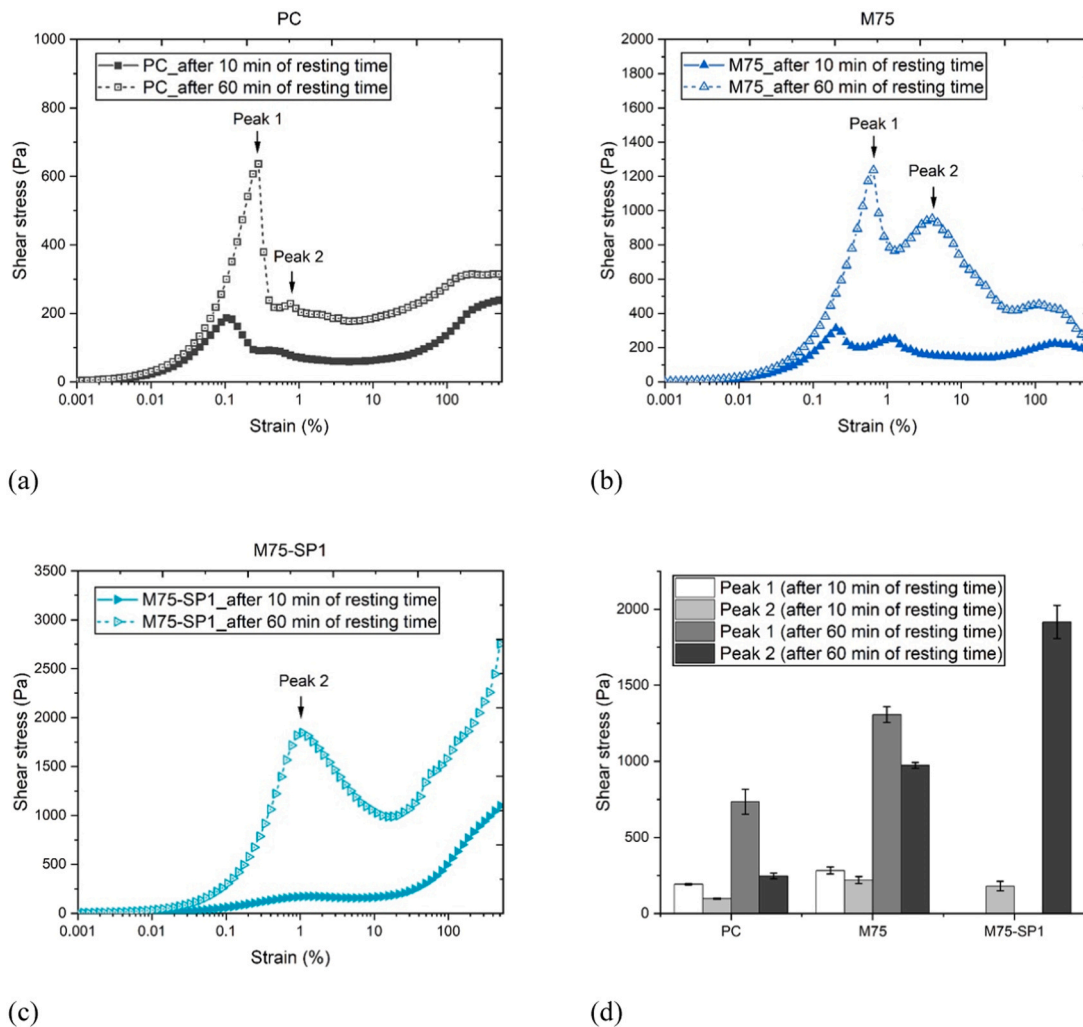 PC
1000
800
600
400
200
0
Shear stress (Pa)
PC_after 10 min of resting time
PC_after 60 min of resting time
Peak 1
Peak 2
0.001 0.01 0.1 1 10 100
Strain (%)
(a)
M75
2000
1800
1600
1400
1200
1000
800
600
400
200
0
Shear stress (Pa)
M75_after 10 min of resting time
M75_after 60 min of resting time
Peak 1
Peak 2
0.001 0.01 0.1 1 10 100
Strain (%)
(b)
M75-SP1
3500
3000
2500
2000
1500
1000
500
0
Shear stress (Pa)
M75-SP1_after 10 min of resting time
M75-SP1_after 60 min of resting time
Peak 2
0.001 0.01 0.1 1 10 100
Strain (%)
(c)
2000
1500
1000
500
0
Shear stress (Pa)
Peak 1 (after 10 min of resting time)
Peak 2 (after 10 min of resting time)
Peak 1 (after 60 min of resting time)
Peak 2 (after 60 min of resting time)
PC M75 M75-SP1
(d)